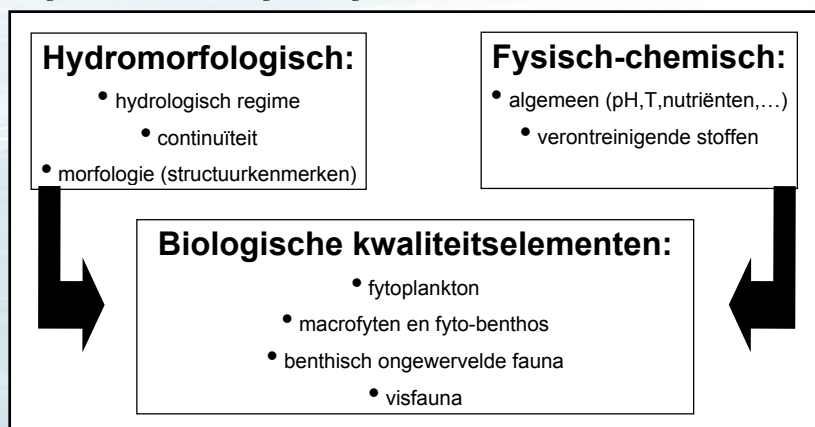 Hydromorfologisch:
• hydrologisch regime
• continuïteit
• morfologie (structuurkenmerken)
Fysisch-chemisch:
• algemeen (pH,T,nutriënten,…)
• verontreinigende stoffen
Biologische kwaliteitselementen:
• fytoplankton
• macrofyten en fyto-benthos
• benthisch ongewervelde fauna
• visfauna